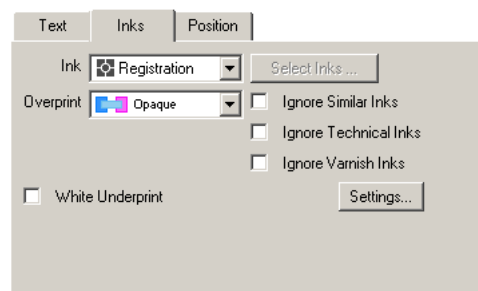 Text Inks Position
Ink Registration Select Inks ...
Overprint Opaque Ignore Similar Inks
Ignore Technical Inks
Ignore Varnish Inks
White Underprint Settings...